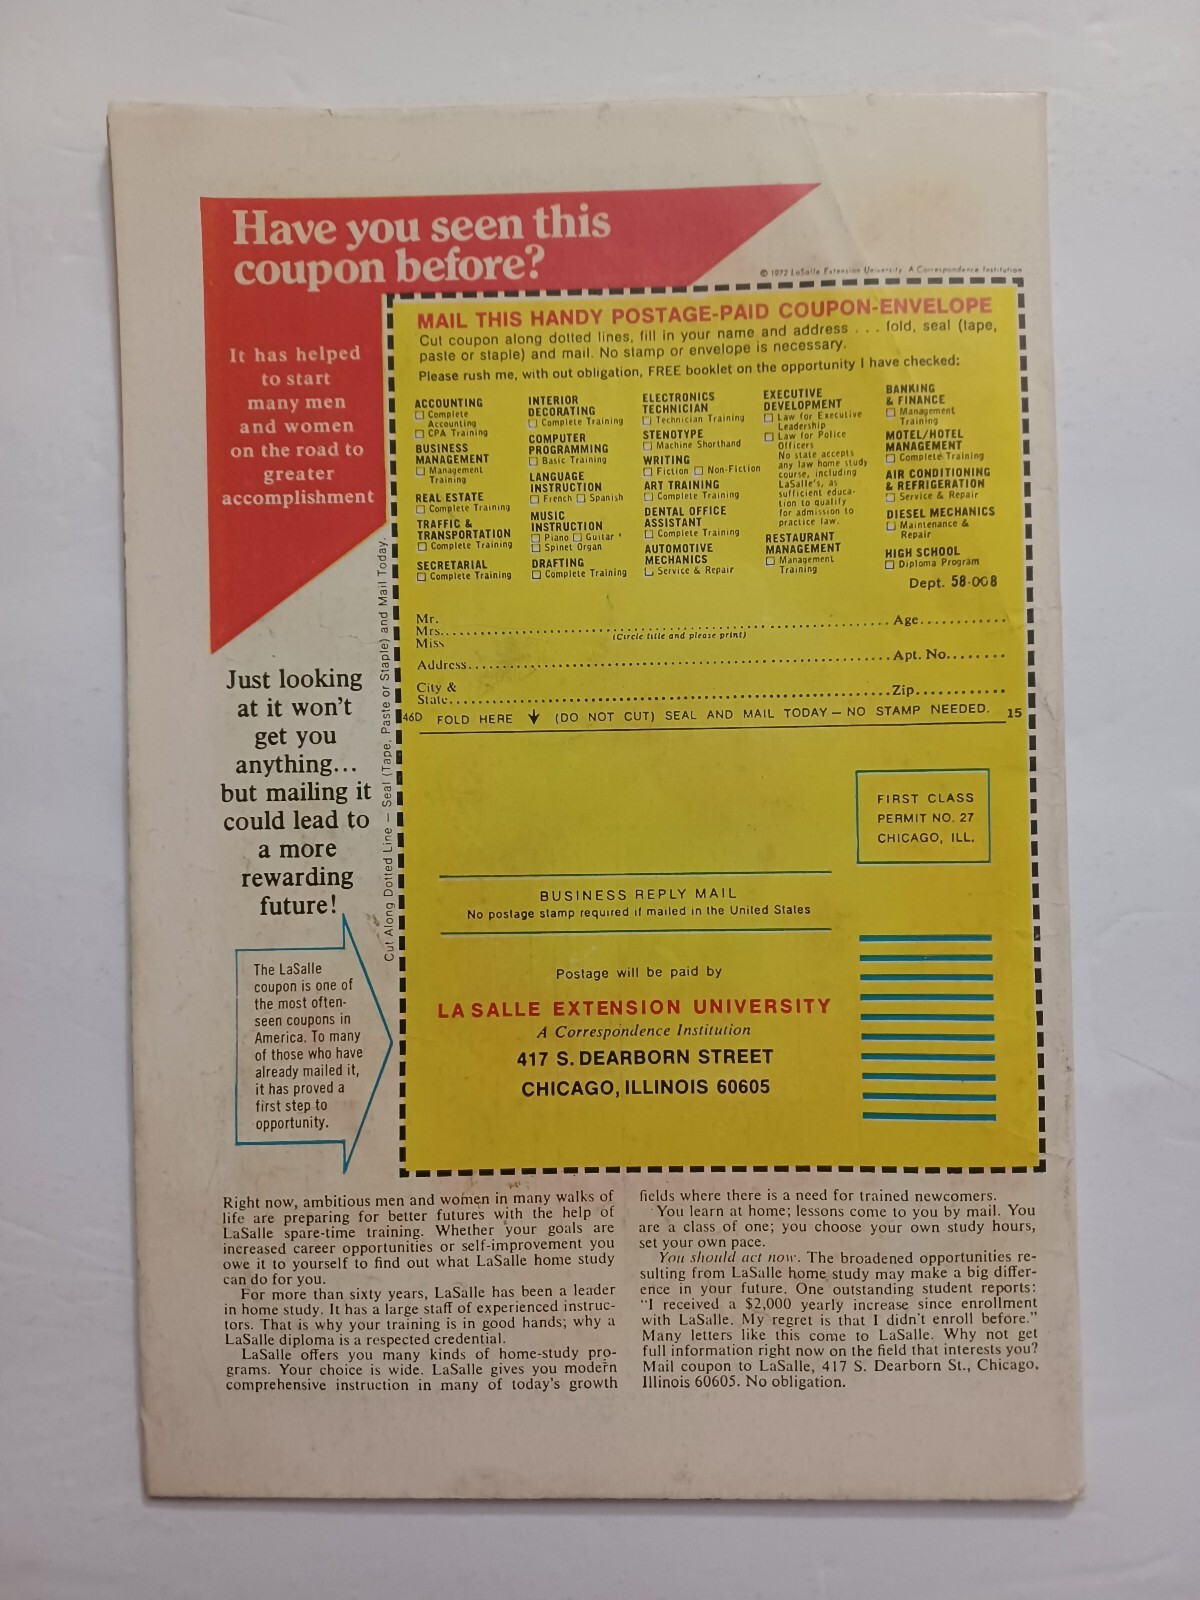 Have you seen this
coupon before?
© 1972 LaSalle Extension University A Correspondence Institution
It has helped
to start
many men
and women
on the road to
greater
accomplishment
Just looking
at it won't
get you
anything...
but mailing it
could lead to
a more
rewarding
future!
The LaSalle
coupon is one of
the most often-
seen coupons in
America. To many
of those who have
already mailed it,
it has proved a
first step to
opportunity.
Cut Along Dotted Line — Seal (Tape, Paste or Staple) and Mail Today.
MAIL THIS HANDY POSTAGE-PAID COUPON-ENVELOPE
Cut coupon along dotted lines, fill in your name and address . . . fold, seal (tape,
paste or staple) and mail. No stamp or envelope is necessary.
Please rush me, with out obligation, FREE booklet on the opportunity I have checked:
ACCOUNTING
☐ Complete
Accounting
☐ CPA Training
BUSINESS
MANAGEMENT
☐ Management
Training
REAL ESTATE
☐ Complete Training
TRAFFIC &
TRANSPORTATION
☐ Complete Training
SECRETARIAL
☐ Complete Training
INTERIOR
DECORATING
☐ Complete Training
COMPUTER
PROGRAMMING
☐ Basic Training
LANGUAGE
INSTRUCTION
☐ French ☐ Spanish
MUSIC
INSTRUCTION
☐ Piano ☐ Guitar
☐ Spinet Organ
DRAFTING
☐ Complete Training
ELECTRONICS
TECHNICIAN
☐ Technician Training
STENOTYPE
☐ Machine Shorthand
WRITING
☐ Fiction ☐ Non-Fiction
ART TRAINING
☐ Complete Training
DENTAL OFFICE
ASSISTANT
☐ Complete Training
AUTOMOTIVE
MECHANICS
☐ Service & Repair
EXECUTIVE
DEVELOPMENT
☐ Law for Executive
Leadership
☐ Law for Police
Officers
No state accepts
any law home study
course, including
LaSalle's, as
sufficient educa-
tion to qualify
for admission to
practice law.
RESTAURANT
MANAGEMENT
☐ Management
Training
BANKING
& FINANCE
☐ Management
Training
MOTEL/HOTEL
MANAGEMENT
☐ Complete Training
AIR CONDITIONING
& REFRIGERATION
☐ Service & Repair
DIESEL MECHANICS
☐ Maintenance &
Repair
HIGH SCHOOL
☐ Diploma Program
Dept. 58-008
Mr.
Mrs. Age
Miss (Circle title and please print)
Address Apt. No.
City &
State Zip
46D FOLD HERE ↓ (DO NOT CUT) SEAL AND MAIL TODAY — NO STAMP NEEDED. 15
FIRST CLASS
PERMIT NO. 27
CHICAGO, ILL.
BUSINESS REPLY MAIL
No postage stamp required if mailed in the United States
Postage will be paid by
LA SALLE EXTENSION UNIVERSITY
A Correspondence Institution
417 S. DEARBORN STREET
CHICAGO, ILLINOIS 60605
Right now, ambitious men and women in many walks of
life are preparing for better futures with the help of
LaSalle spare-time training. Whether your goals are
increased career opportunities or self-improvement you
owe it to yourself to find out what LaSalle home study
can do for you.
For more than sixty years, LaSalle has been a leader
in home study. It has a large staff of experienced instruc-
tors. That is why your training is in good hands; why a
LaSalle diploma is a respected credential.
LaSalle offers you many kinds of home-study pro-
grams. Your choice is wide. LaSalle gives you modern
comprehensive instruction in many of today's growth
fields where there is a need for trained newcomers.
You learn at home; lessons come to you by mail. You
are a class of one; you choose your own study hours,
set your own pace.
You should act now. The broadened opportunities re-
sulting from LaSalle home study may make a big differ-
ence in your future. One outstanding student reports:
"I received a $2,000 yearly increase since enrollment
with LaSalle. My regret is that I didn't enroll before."
Many letters like this come to LaSalle. Why not get
full information right now on the field that interests you?
Mail coupon to LaSalle, 417 S. Dearborn St., Chicago,
Illinois 60605. No obligation.